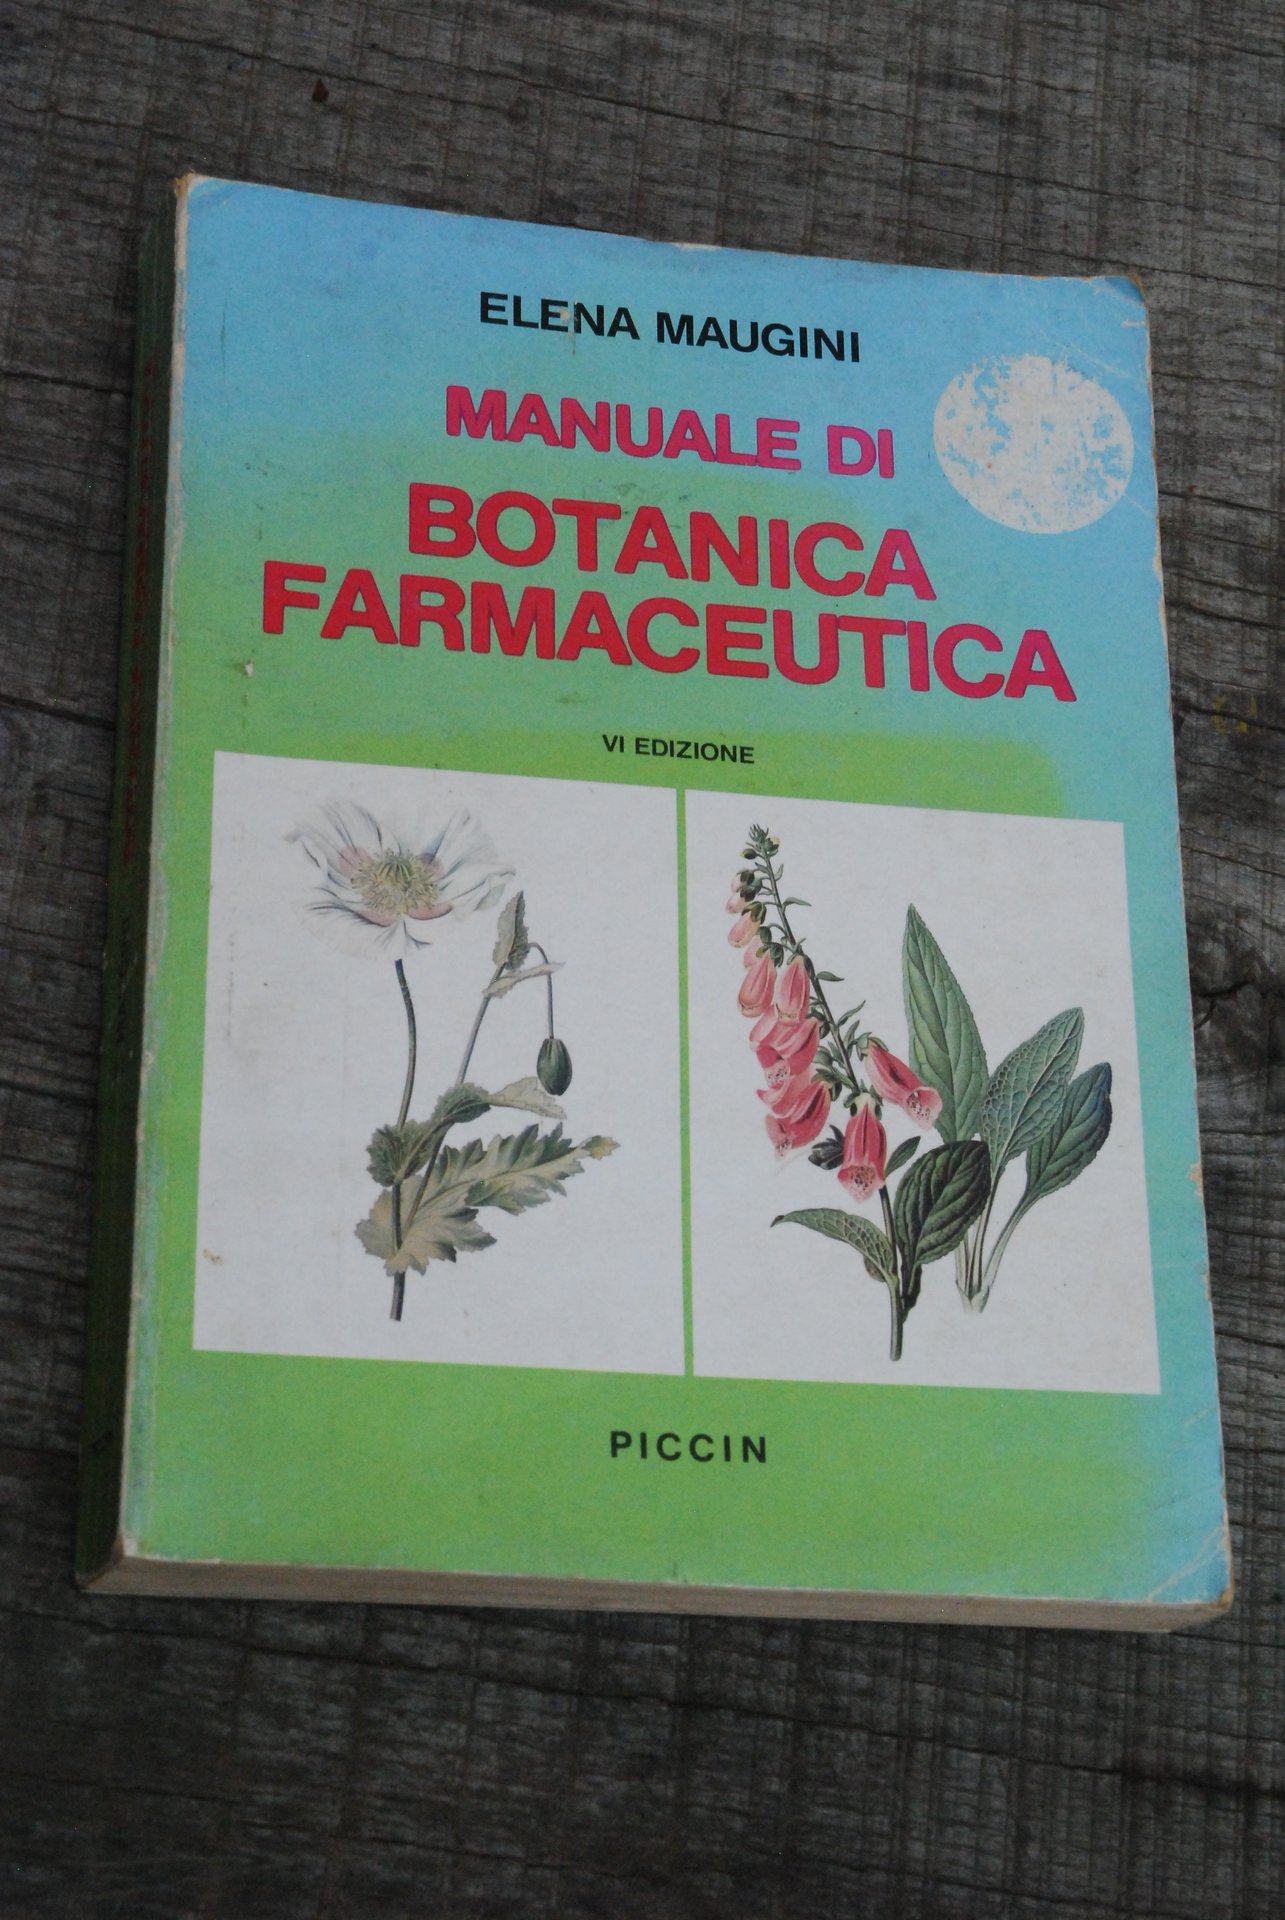 ELENA MAUGINI
MANUALE DI
BOTANICA
FARMACEUTICA
VI EDIZIONE
PICCIN